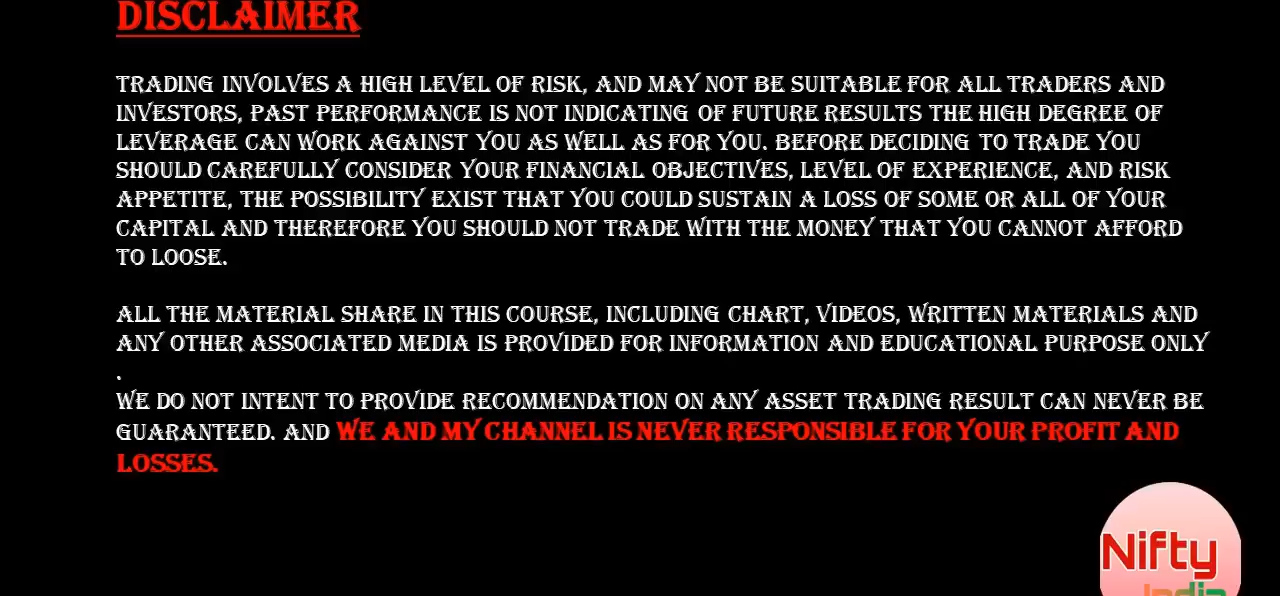 DISCLAIMER
TRADING INVOLVES A HIGH LEVEL OF RISK, AND MAY NOT BE SUITABLE FOR ALL TRADERS AND
INVESTORS, PAST PERFORMANCE IS NOT INDICATING OF FUTURE RESULTS THE HIGH DEGREE OF
LEVERAGE CAN WORK AGAINST YOU AS WELL AS FOR YOU. BEFORE DECIDING TO TRADE YOU
SHOULD CAREFULLY CONSIDER YOUR FINANCIAL OBJECTIVES, LEVEL OF EXPERIENCE, AND RISK
APPETITE, THE POSSIBILITY EXIST THAT YOU COULD SUSTAIN A LOSS OF SOME OR ALL OF YOUR
CAPITAL AND THEREFORE YOU SHOULD NOT TRADE WITH THE MONEY THAT YOU CANNOT AFFORD
TO LOOSE.
ALL THE MATERIAL SHARE IN THIS COURSE, INCLUDING CHART, VIDEOS, WRITTEN MATERIALS AND
ANY OTHER ASSOCIATED MEDIA IS PROVIDED FOR INFORMATION AND EDUCATIONAL PURPOSE ONLY
.
WE DO NOT INTENT TO PROVIDE RECOMMENDATION ON ANY ASSET TRADING RESULT CAN NEVER BE
GUARANTEED. AND WE AND MY CHANNEL IS NEVER RESPONSIBLE FOR YOUR PROFIT AND
LOSSES.
Nifty
India